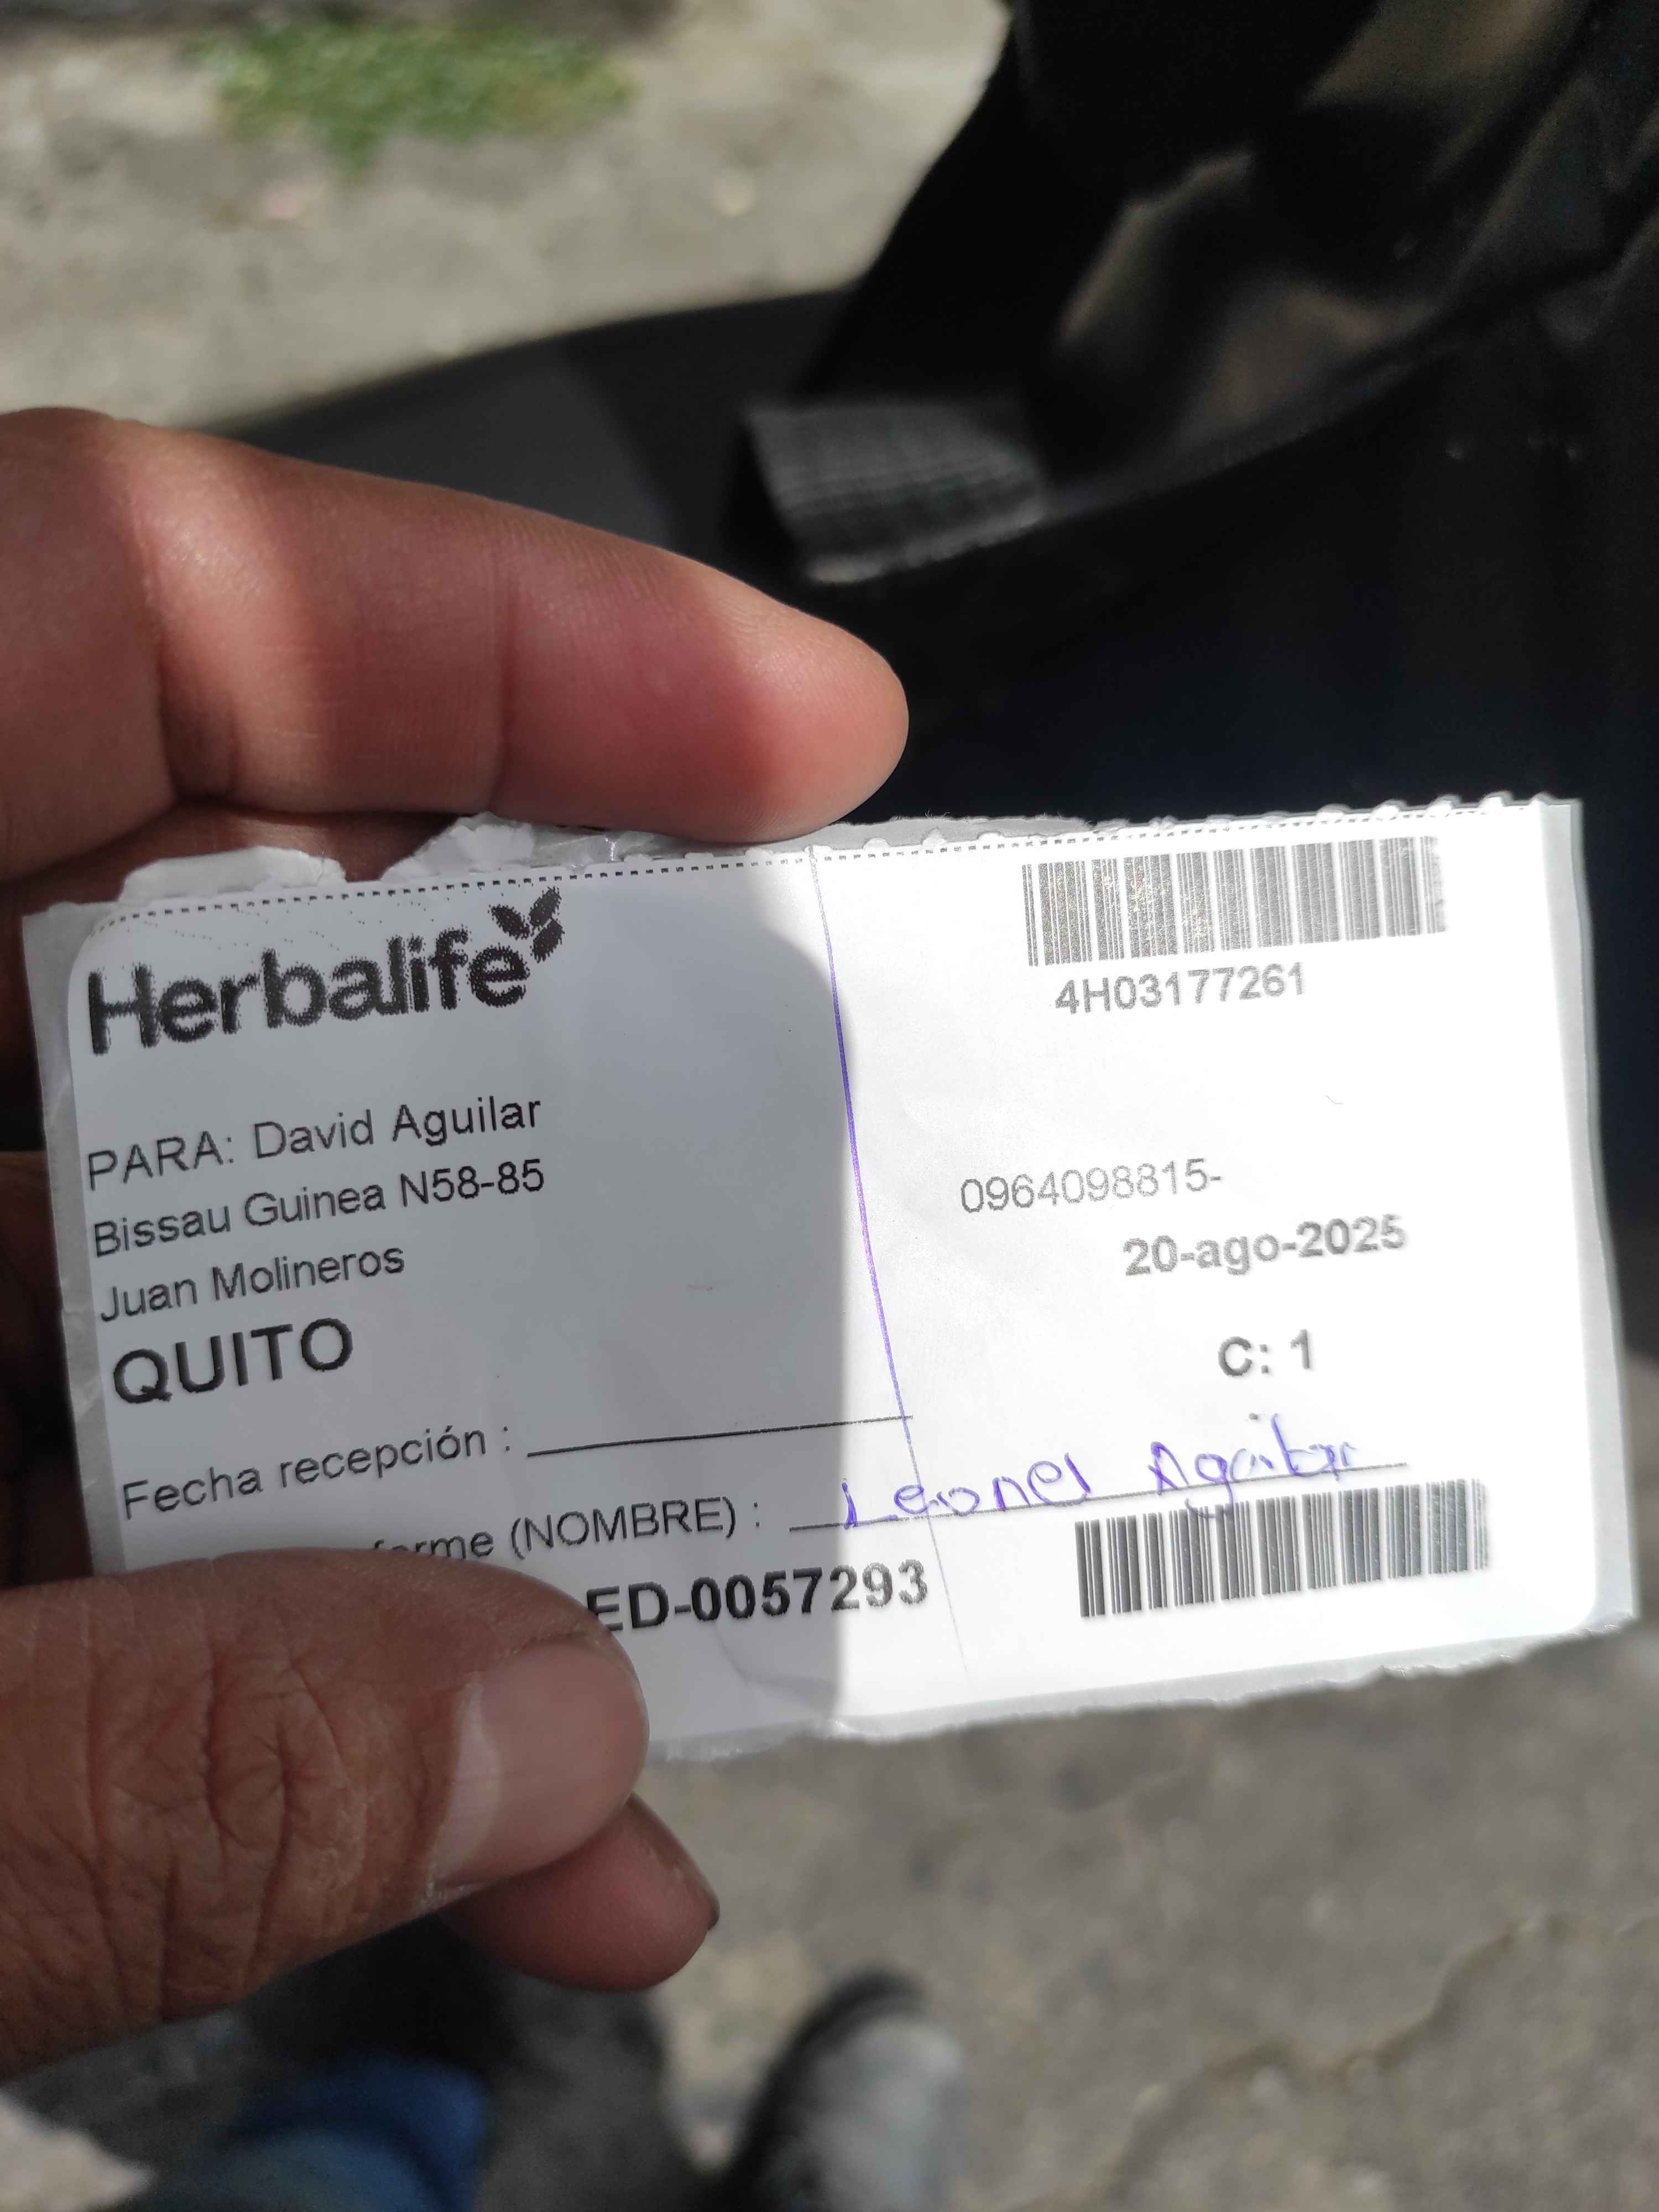 Herbalife
4H03177261
PARA: David Aguilar
Bissau Guinea N58-85
Juan Molineros
QUITO
0964098815-
20-ago-2025
C: 1
Fecha recepción :
forme (NOMBRE) : Leonel Aguilar
ED-0057293